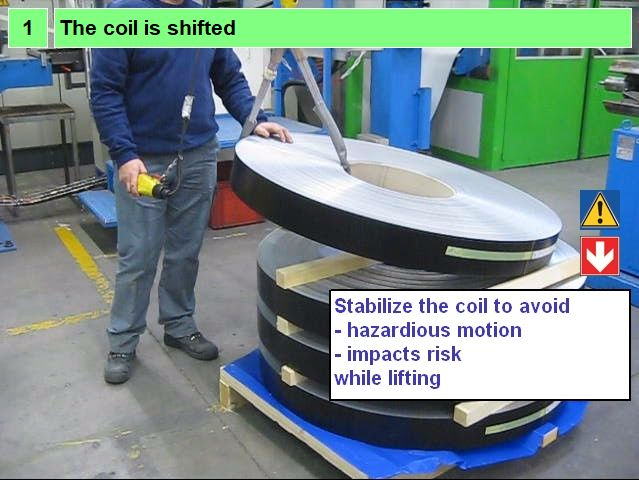 1 The coil is shifted
Stabilize the coil to avoid
- hazardious motion
- impacts risk
while lifting